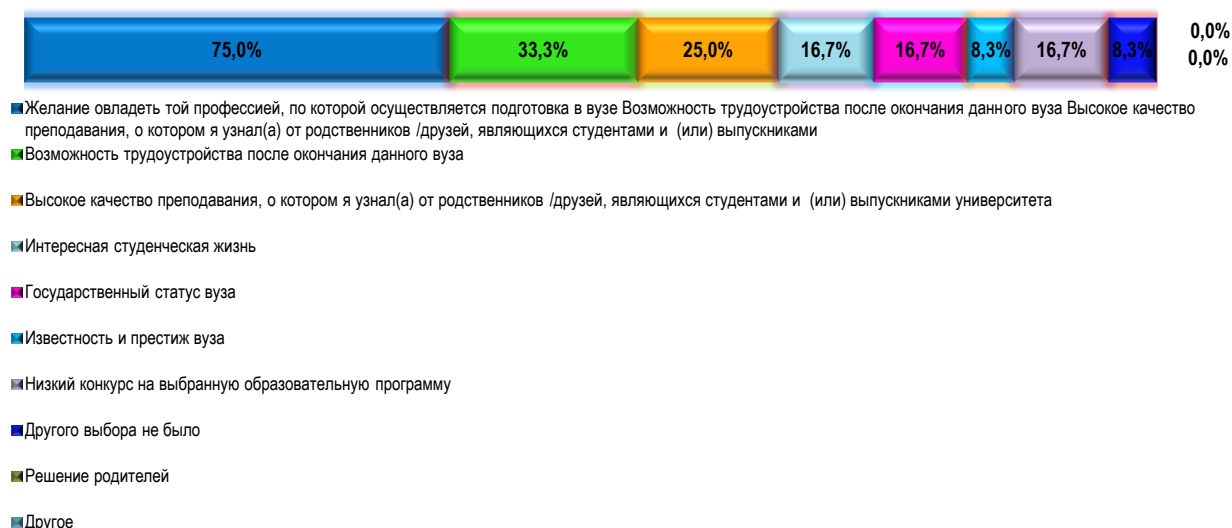 75,0% 33,3% 25,0% 16,7% 16,7% 8,3% 16,7% 8,3% 0,0%
0,0%
Желание овладеть той профессией, по которой осуществляется подготовка в вузе Возможность трудоустройства после окончания данного вуза Высокое качество
преподавания, о котором я узнал(а) от родственников /друзей, являющихся студентами и (или) выпускниками
Возможность трудоустройства после окончания данного вуза
Высокое качество преподавания, о котором я узнал(а) от родственников /друзей, являющихся студентами и (или) выпускниками университета
Интересная студенческая жизнь
Государственный статус вуза
Известность и престиж вуза
Низкий конкурс на выбранную образовательную программу
Другого выбора не было
Решение родителей
Другое